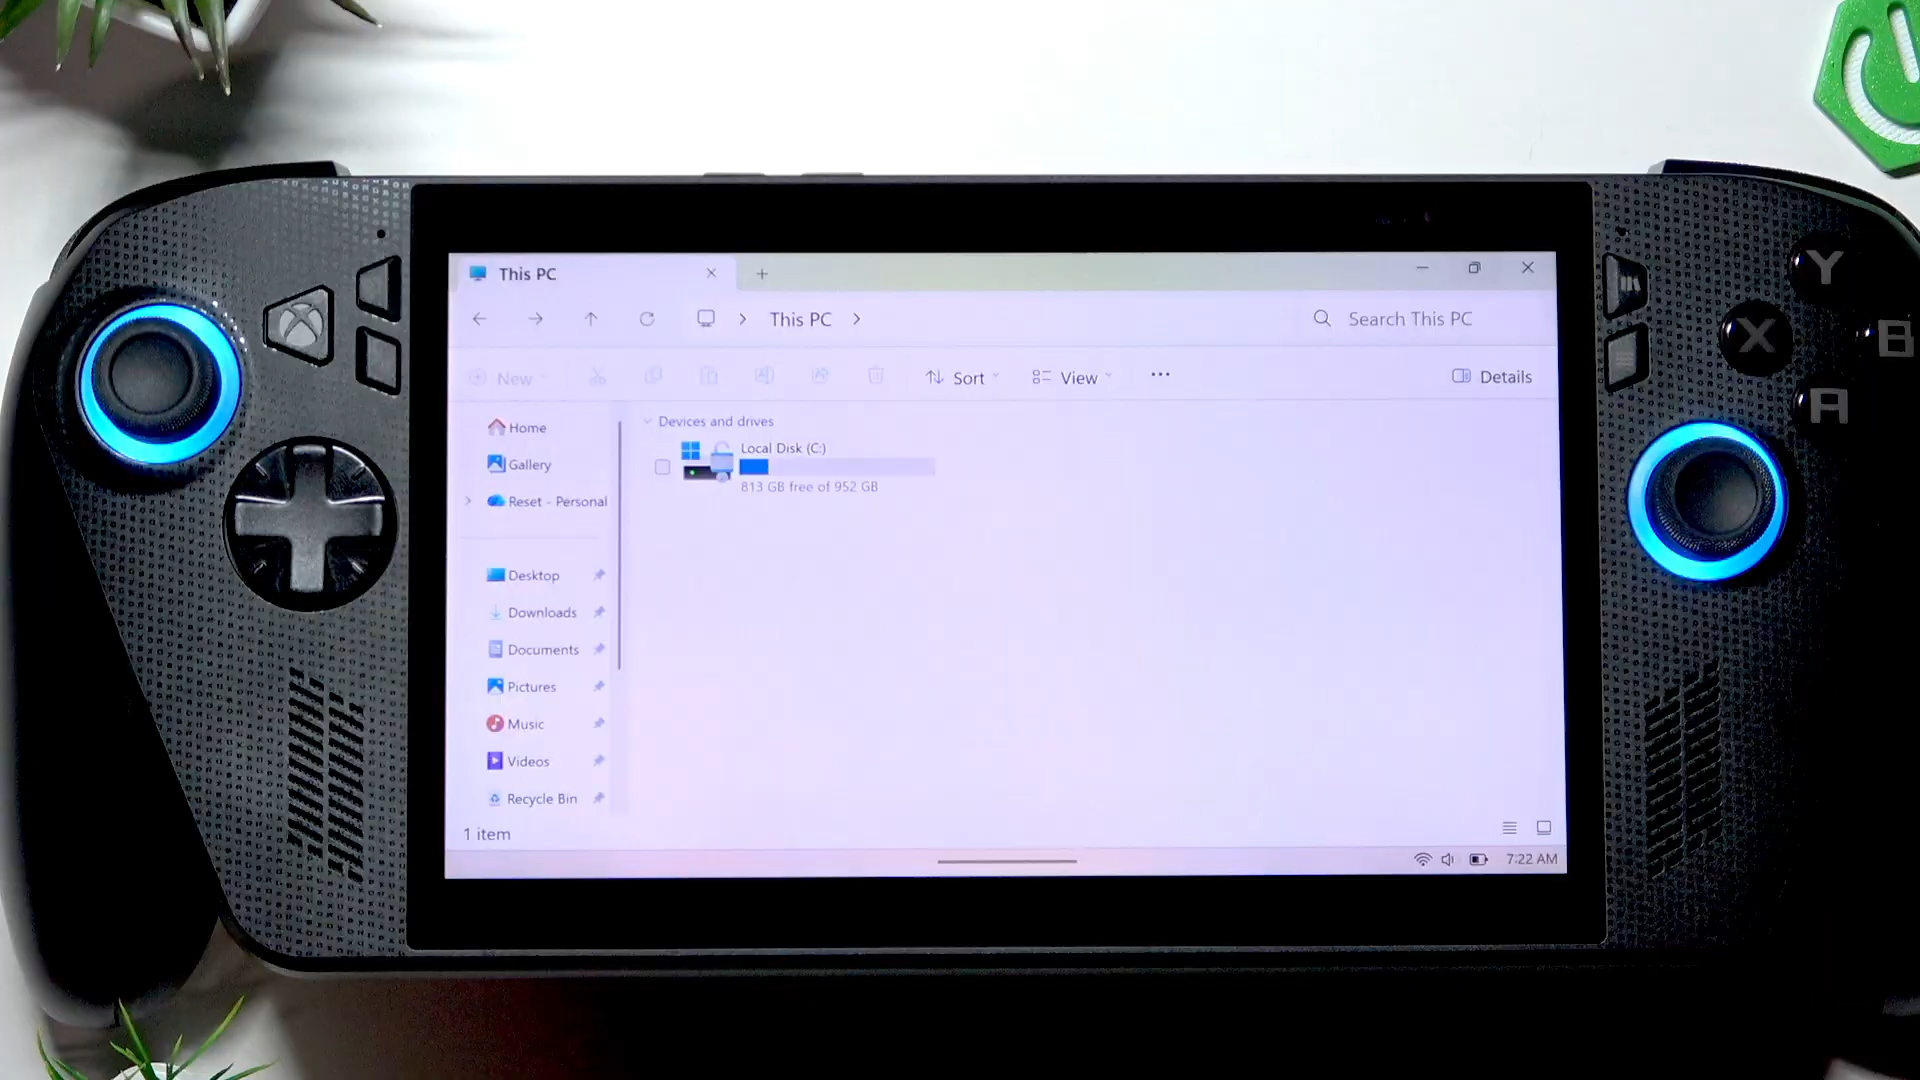 This PC
This PC
Search This PC
New
Sort
View
Details
Home
Gallery
Reset - Personal
Desktop
Downloads
Documents
Pictures
Music
Videos
Recycle Bin
Devices and drives
Local Disk (C:)
813 GB free of 952 GB
1 item
7:22 AM
Y
X
B
A